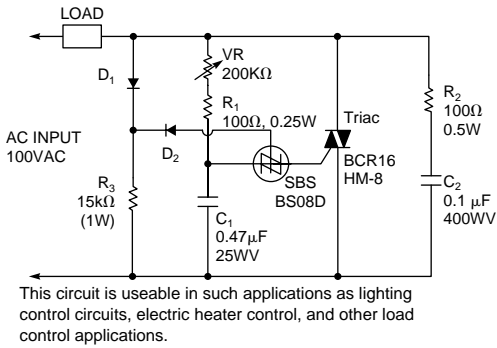 LOAD
VR
200KΩ
D1
R1
100Ω, 0.25W
R2
100Ω
0.5W
Triac
AC INPUT
100VAC
D2
BCR16
HM-8
R3
15kΩ
(1W)
SBS
BS08D
C1
0.47μF
25WV
C2
0.1 μF
400WV
This circuit is useable in such applications as lighting
control circuits, electric heater control, and other load
control applications.